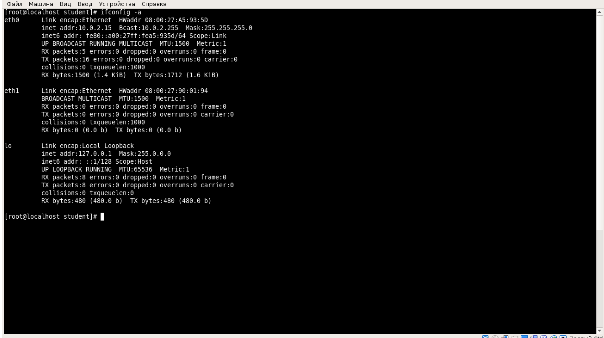 Файл Машина Вид Ввод Устройства Справка
[root@localhost student]# ifconfig -a
eth0 Link encap:Ethernet HWaddr 08:00:27:A5:93:50
inet addr:10.0.2.15 Bcast:10.0.2.255 Mask:255.255.255.0
inet6 addr: fe80::a00:27ff:fea5:935d/64 Scope:Link
UP BROADCAST RUNNING MULTICAST MTU:1500 Metric:1
RX packets:5 errors:0 dropped:0 overruns:0 frame:0
TX packets:16 errors:0 dropped:0 overruns:0 carrier:0
collisions:0 txqueuelen:1000
RX bytes:1500 (1.4 KiB) TX bytes:1712 (1.6 KiB)
eth1 Link encap:Ethernet HWaddr 08:00:27:90:01:94
BROADCAST MULTICAST MTU:1500 Metric:1
RX packets:0 errors:0 dropped:0 overruns:0 frame:0
TX packets:0 errors:0 dropped:0 overruns:0 carrier:0
collisions:0 txqueuelen:1000
RX bytes:0 (0.0 b) TX bytes:0 (0.0 b)
lo Link encap:Local Loopback
inet addr:127.0.0.1 Mask:255.0.0.0
inet6 addr: ::1/128 Scope:Host
UP LOOPBACK RUNNING MTU:65536 Metric:1
RX packets:8 errors:0 dropped:0 overruns:0 frame:0
TX packets:8 errors:0 dropped:0 overruns:0 carrier:0
collisions:0 txqueuelen:0
RX bytes:480 (480.0 b) TX bytes:480 (480.0 b)
[root@localhost student]#